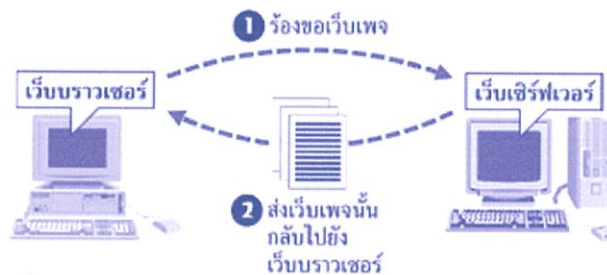 1 ร้องขอเว็บเพจ
เว็บบราวเซอร์
เว็บเซิร์ฟเวอร์
2 ส่งเว็บเพจนั้น
กลับไปยัง
เว็บบราวเซอร์